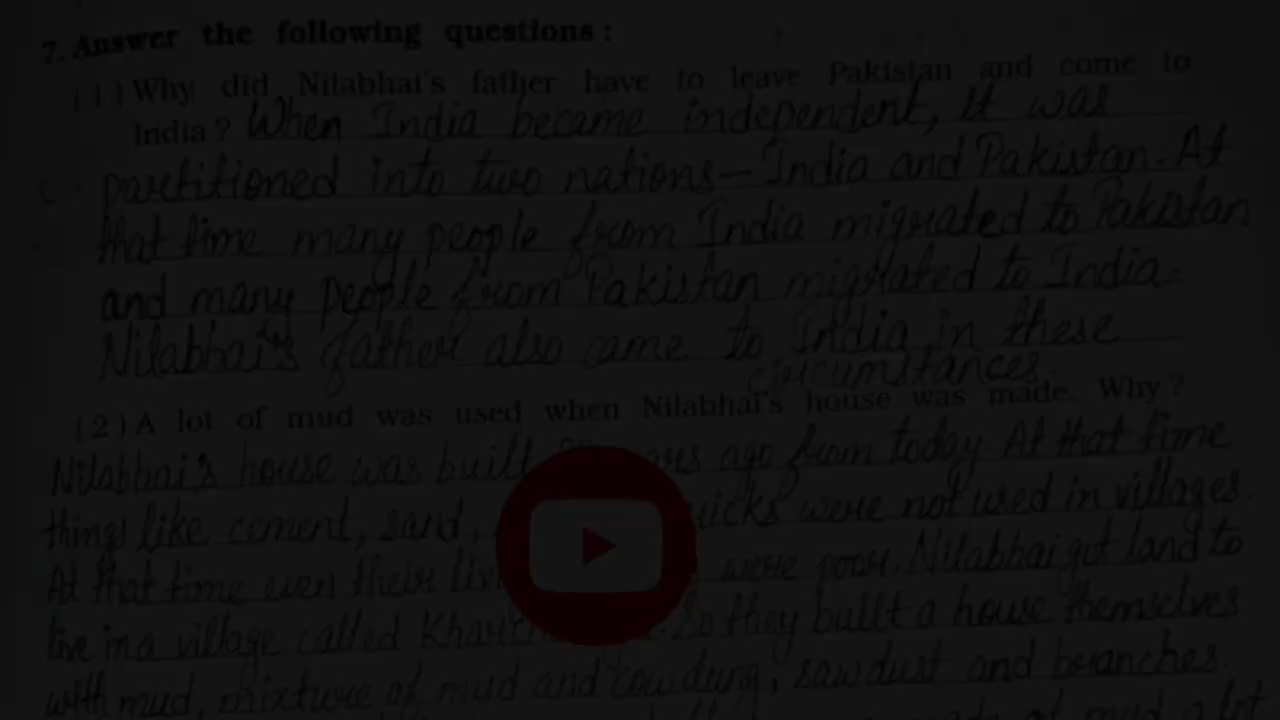 7. Answer the following questions :
( 1 ) Why did Nilabhai's father have to leave Pakistan and come to
India ? When India became independent, it was
partitioned into two nations— India and Pakistan. At
that time many people from India migrated to Pakistan
and many people from Pakistan migrated to India.
Nilabhai's father also came to India in these
circumstances.
( 2 ) A lot of mud was used when Nilabhai's house was made. Why ?
Nilabhai's house was built ago from today. At that time
things like cement, sand, were not used in villages.
At that time even their were poor. Nilabhai got land to
live in a village called So they built a house themselves
with mud, mixture of mud and cowdung, saw dust and branches.
of mud a lot